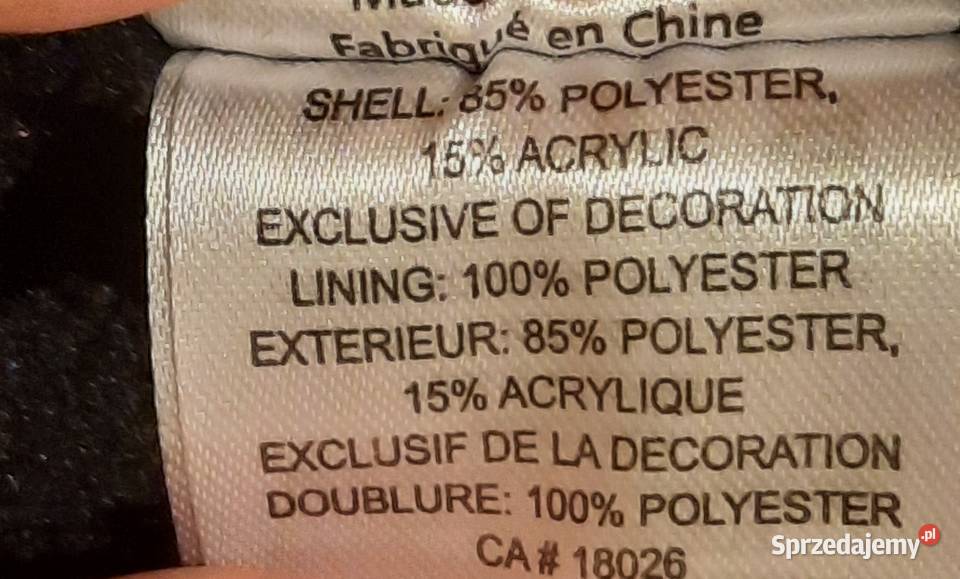 Fabriqué en Chine
SHELL: 85% POLYESTER,
15% ACRYLIC
EXCLUSIVE OF DECORATION
LINING: 100% POLYESTER
EXTERIEUR: 85% POLYESTER,
15% ACRYLIQUE
EXCLUSIF DE LA DECORATION
DOUBLURE: 100% POLYESTER
CA # 18026
Sprzedajemy.pl